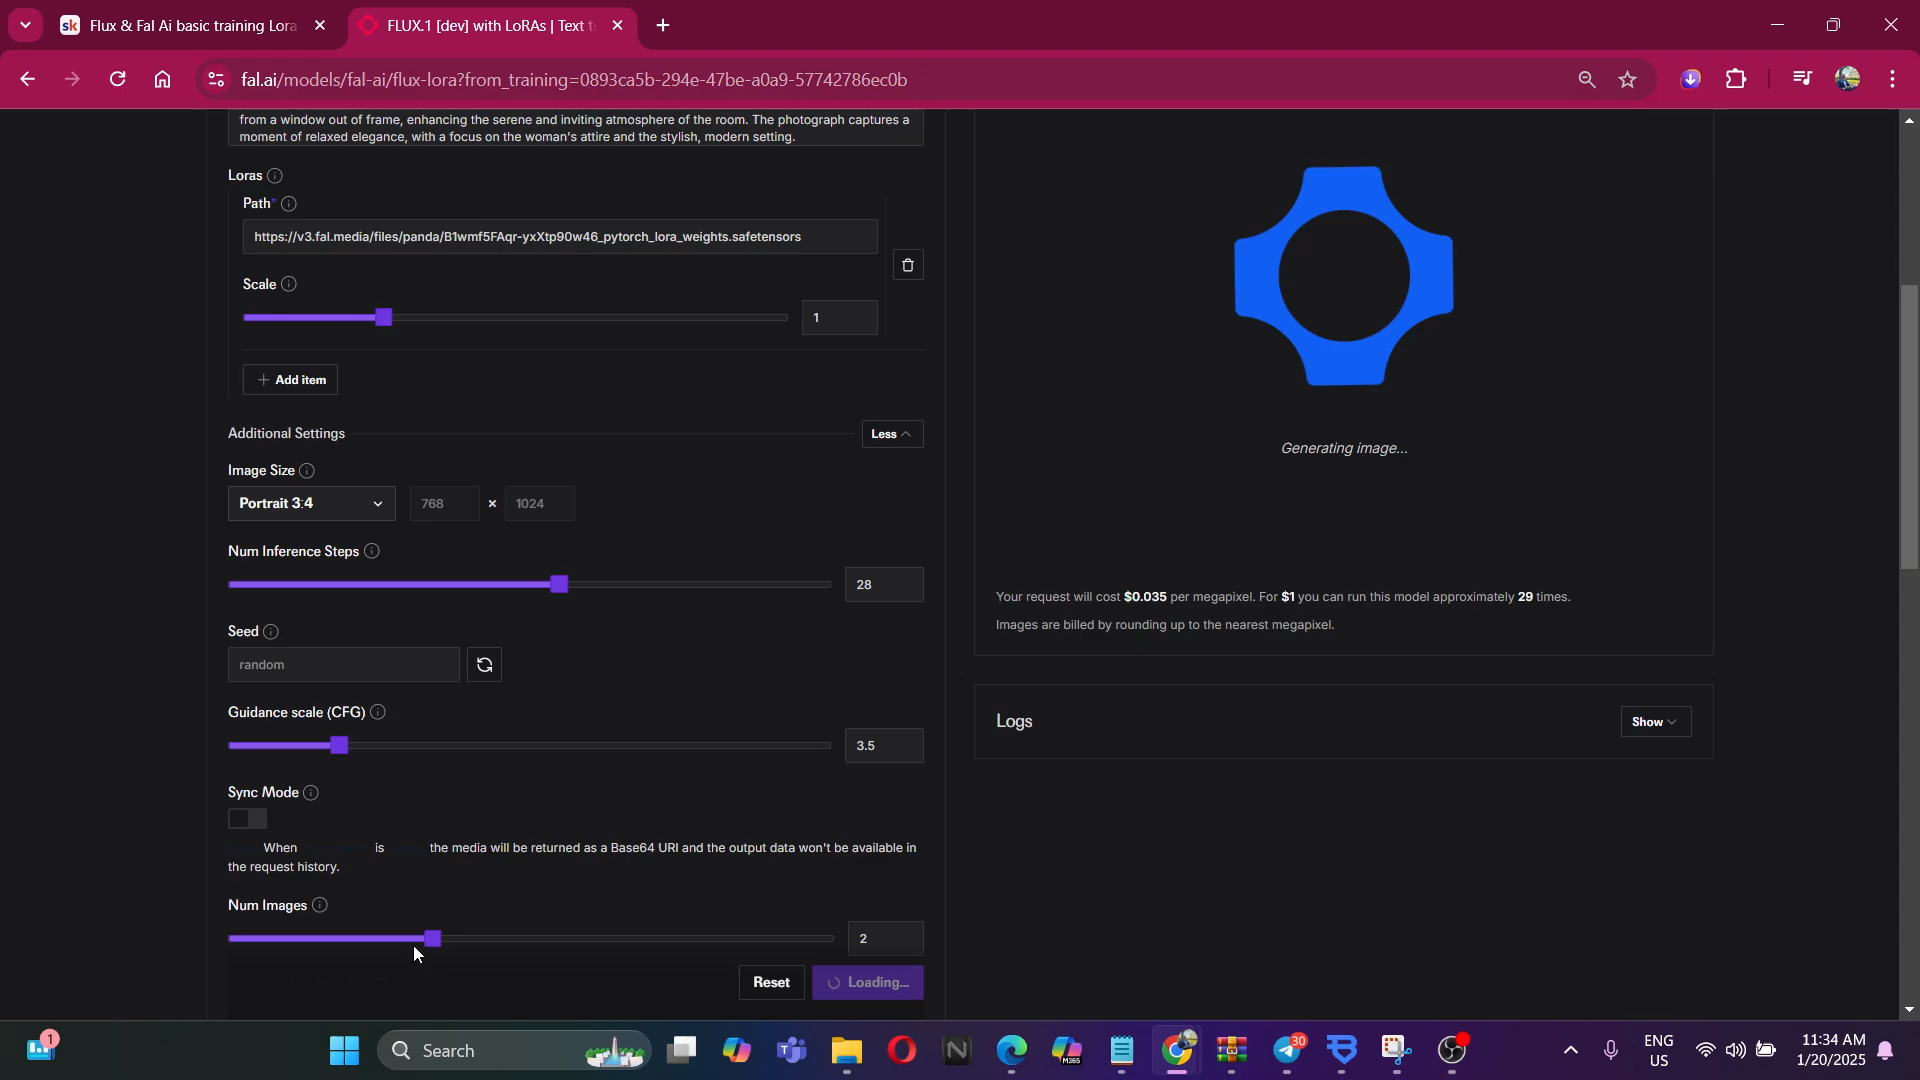 sk Flux & Fal Ai basic training Lora
FLUX.1 [dev] with LoRAs | Text t
fal.ai/models/fal-ai/flux-lora?from_training=0893ca5b-294e-47be-a0a9-57742786ec0b
from a window out of frame, enhancing the serene and inviting atmosphere of the room. The photograph captures a
moment of relaxed elegance, with a focus on the woman's attire and the stylish, modern setting.
Loras
Path*
https://v3.fal.media/files/panda/B1wmf5FAqr-yxXtp90w46_pytorch_lora_weights.safetensors
Scale
1
Add item
Additional Settings
Less
Image Size
Portrait 3:4
768 × 1024
Num Inference Steps
28
Seed
random
Guidance scale (CFG)
3.5
Sync Mode
When is the media will be returned as a Base64 URI and the output data won't be available in
the request history.
Num Images
2
Reset
Loading...
Generating image...
Your request will cost $0.035 per megapixel. For $1 you can run this model approximately 29 times.
Images are billed by rounding up to the nearest megapixel.
Logs
Show
1
Search
M365
30
ENG
US
11:34 AM
1/20/2025